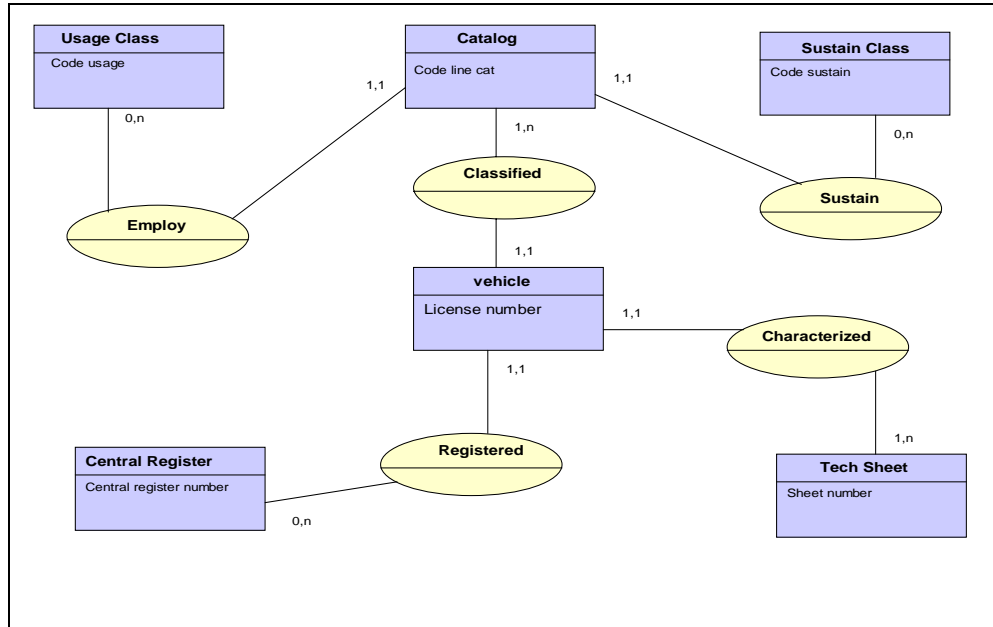 Usage Class
Code usage
Catalog
Code line cat
Sustain Class
Code sustain
1,1
1,1
0,n
1,n
0,n
Classified
Employ
Sustain
1,1
vehicle
License number
1,1
Characterized
1,1
Registered
1,n
Central Register
Central register number
Tech Sheet
Sheet number
0,n